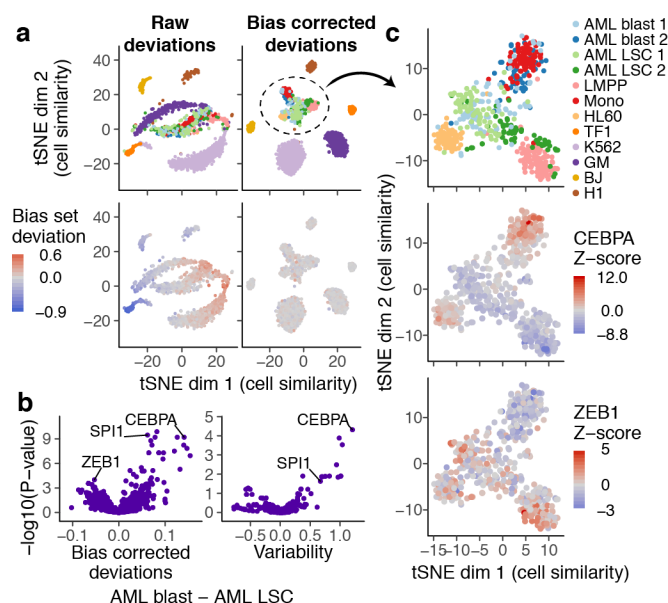 a
Raw
deviations
Bias corrected
deviations
tSNE dim 2
(cell similarity)
40
20
0
−20
Bias set
deviation
0.6
0.0
−0.9
40
20
0
−20
−20 0 20
−20 0 20
tSNE dim 1 (cell similarity)
b
−log10(P−value)
9
6
3
0
SPI1
CEBPA
ZEB1
−0.1 0.0 0.1
Bias corrected
deviations
5
4
3
2
1
0
CEBPA
SPI1
−0.5 0.0 0.5 1.0
Variability
AML blast − AML LSC
c
AML blast 1
AML blast 2
AML LSC 1
AML LSC 2
LMPP
Mono
HL60
TF1
K562
GM
BJ
H1
10
0
−10
tSNE dim 2 (cell similarity)
10
0
−10
CEBPA
Z−score
12.0
0.0
−8.8
10
0
−10
ZEB1
Z−score
5
0
−3
−15−10−5 0 5 10
tSNE dim 1 (cell similarity)